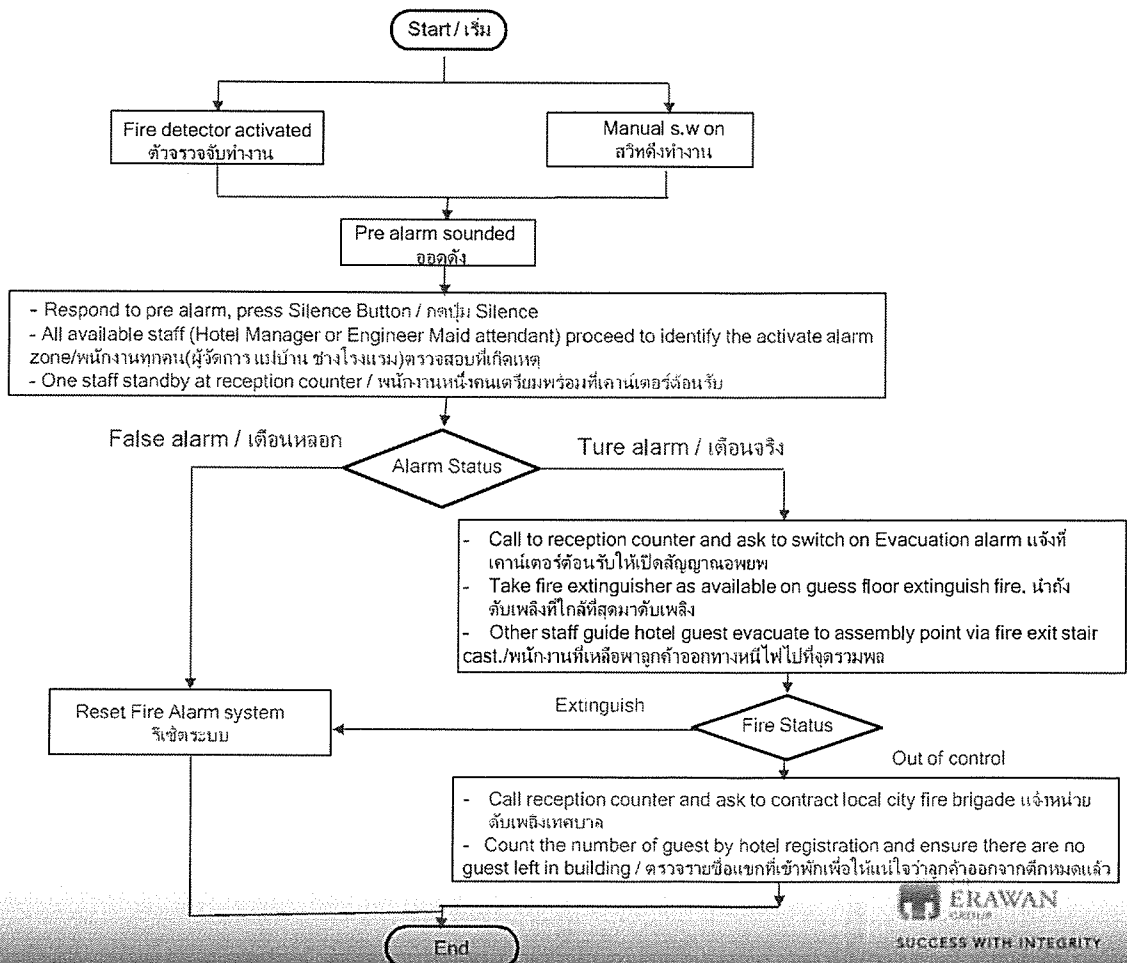 Start / เริ่ม
Fire detector activated
ตัวจรวจจับทำงาน
Manual s.w on
สวิทดึงทำงาน
Pre alarm sounded
ออดดัง
- Respond to pre alarm, press Silence Button / กดปุ่ม Silence
- All available staff (Hotel Manager or Engineer Maid attendant) proceed to identify the activate alarm
zone/พนักงานทุกคน(ผู้จัดการ แม่บ้าน ช่างโรงแรม)ตรวจสอบที่เกิดเหตุ
- One staff standby at reception counter / พนักงานหนึ่งคนเตรียมพร้อมที่เคาน์เตอร์ต้อนรับ
False alarm / เตือนหลอก
Alarm Status
Ture alarm / เตือนจริง
- Call to reception counter and ask to switch on Evacuation alarm แจ้งที่
เคาน์เตอร์ต้อนรับให้เปิดสัญญาณอพยพ
- Take fire extinguisher as available on guess floor extinguish fire. นำถัง
ดับเพลิงที่ใกล้ที่สุดมาดับเพลิง
- Other staff guide hotel guest evacuate to assembly point via fire exit stair
cast./พนักงานที่เหลือพาลูกค้าออกทางหนีไฟไปที่จุดรวมพล
Reset Fire Alarm system
รีเซ็ตระบบ
Extinguish
Fire Status
Out of control
- Call reception counter and ask to contract local city fire brigade แจ้งหน่วย
ดับเพลิงเทศบาล
- Count the number of guest by hotel registration and ensure there are no
guest left in building / ตรวจรายชื่อแขกที่เข้าพักเพื่อให้แน่ใจว่าลูกค้าออกจากตึกหมดแล้ว
End
ERAWAN
GROUP
SUCCESS WITH INTEGRITY